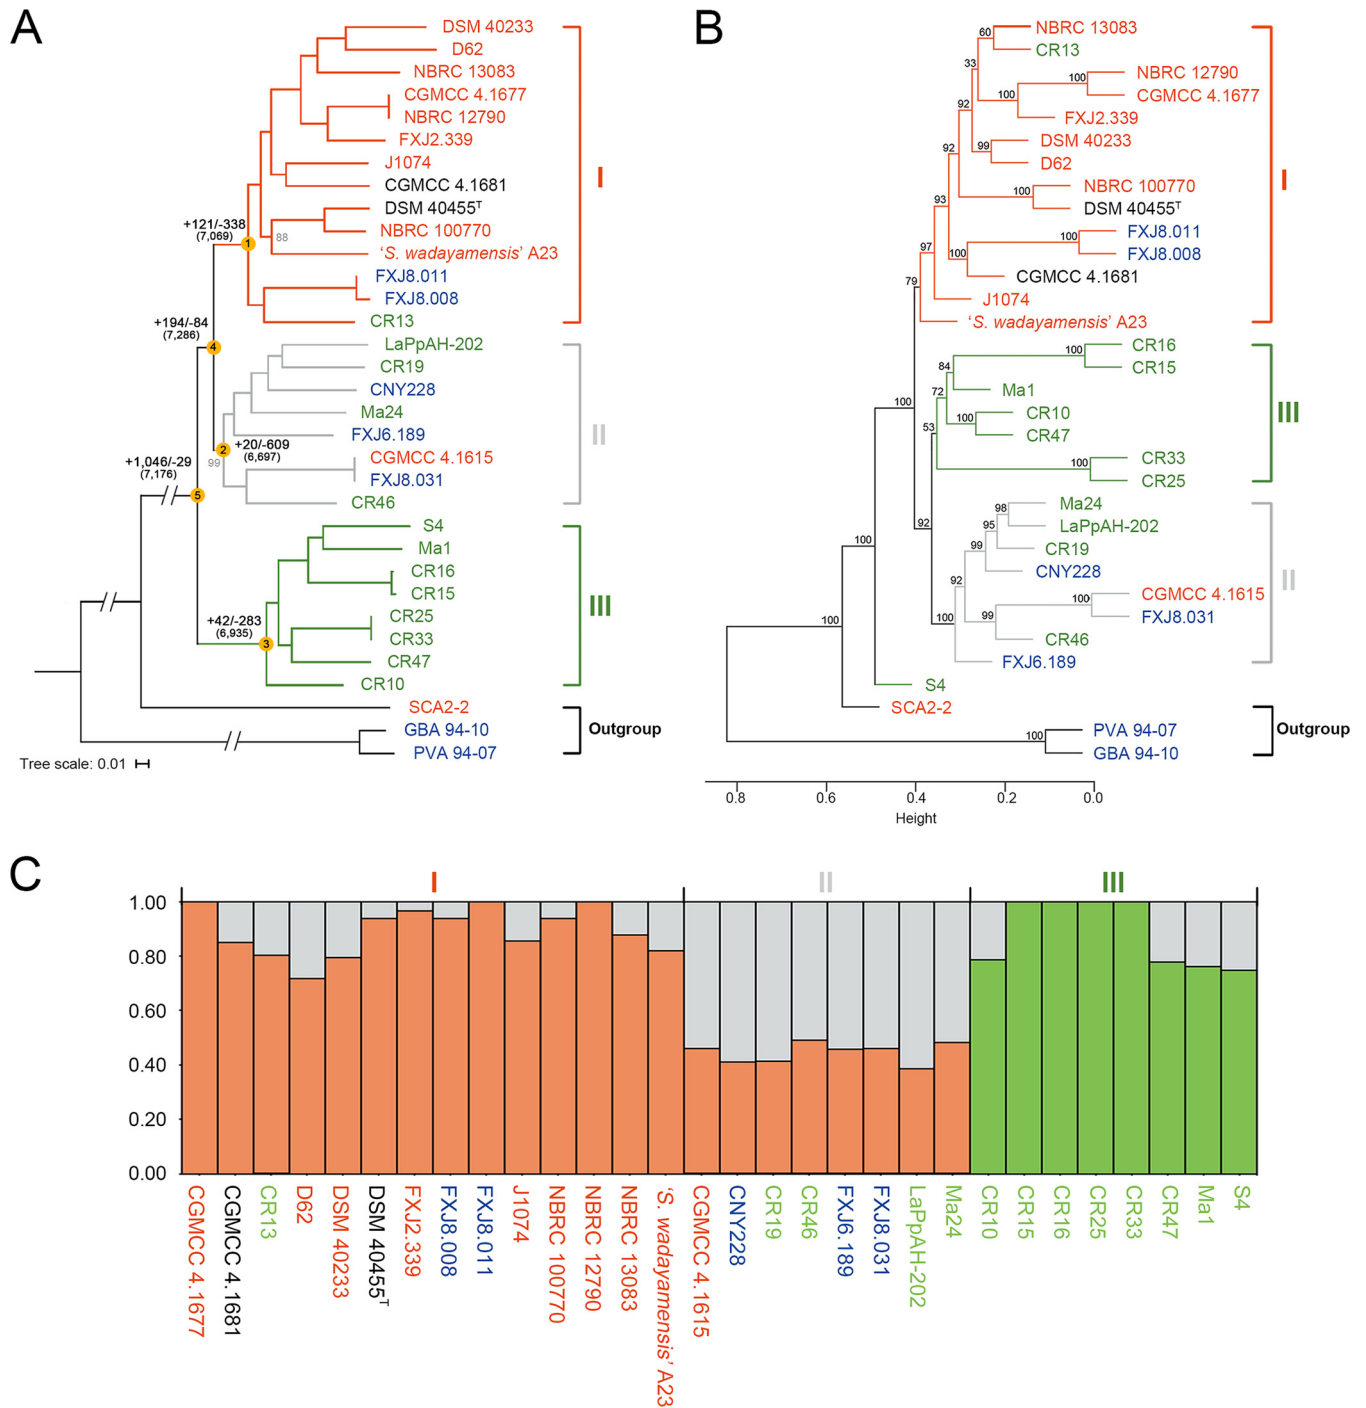 A
DSM 40233
D62
NBRC 13083
CGMCC 4.1677
NBRC 12790
FXJ2.339
J1074
CGMCC 4.1681
DSM 40455ᵀ
NBRC 100770
88
'S. wadayamensis' A23
FXJ8.011
FXJ8.008
CR13
I
+121/-338
(7,069)
1
+194/-84
(7,286)
4
LaPpAH-202
CR19
CNY228
Ma24
FXJ6.189
CGMCC 4.1615
FXJ8.031
CR46
II
2
+20/-609
(6,697)
99
+1,046/-29
(7,176)
5
S4
Ma1
CR16
CR15
CR25
CR33
CR47
CR10
III
+42/-283
(6,935)
3
SCA2-2
GBA 94-10
PVA 94-07
Outgroup
Tree scale: 0.01
B
60
NBRC 13083
CR13
33
100
NBRC 12790
CGMCC 4.1677
100
FXJ2.339
92
DSM 40233
99
D62
92
NBRC 100770
100
DSM 40455ᵀ
93
FXJ8.011
100
FXJ8.008
97
100
CGMCC 4.1681
79
J1074
'S. wadayamensis' A23
I
CR16
100
CR15
84
Ma1
72
CR10
100
CR47
53
CR33
100
CR25
III
100
Ma24
98
LaPpAH-202
95
CR19
99
CNY228
92
CGMCC 4.1615
100
FXJ8.031
99
CR46
100
FXJ6.189
II
92
100
S4
100
SCA2-2
PVA 94-07
100
GBA 94-10
Outgroup
0.8 0.6 0.4 0.2 0.0
Height
C
I II III
1.00
0.80
0.60
0.40
0.20
0.00
CGMCC 4.1677
CGMCC 4.1681
CR13
D62
DSM 40233
DSM 40455ᵀ
FXJ2.339
FXJ8.008
FXJ8.011
J1074
NBRC 100770
NBRC 12790
NBRC 13083
'S. wadayamensis' A23
CGMCC 4.1615
CNY228
CR19
CR46
FXJ6.189
FXJ8.031
LaPpAH-202
Ma24
CR10
CR15
CR16
CR25
CR33
CR47
Ma1
S4